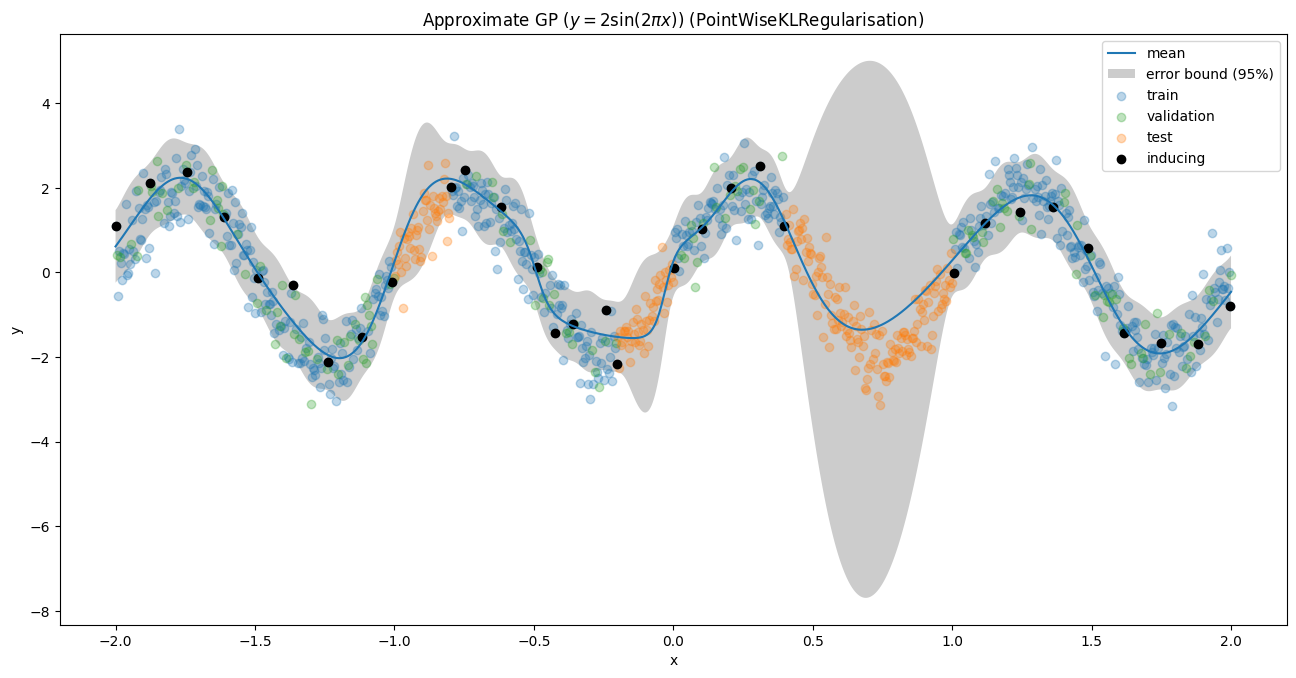 Approximate GP (y = 2sin(2πx)) (PointWiseKLRegularisation)
mean
error bound (95%)
train
validation
test
inducing
y
4
2
0
−2
−4
−6
−8
−2.0 −1.5 −1.0 −0.5 0.0 0.5 1.0 1.5 2.0
x